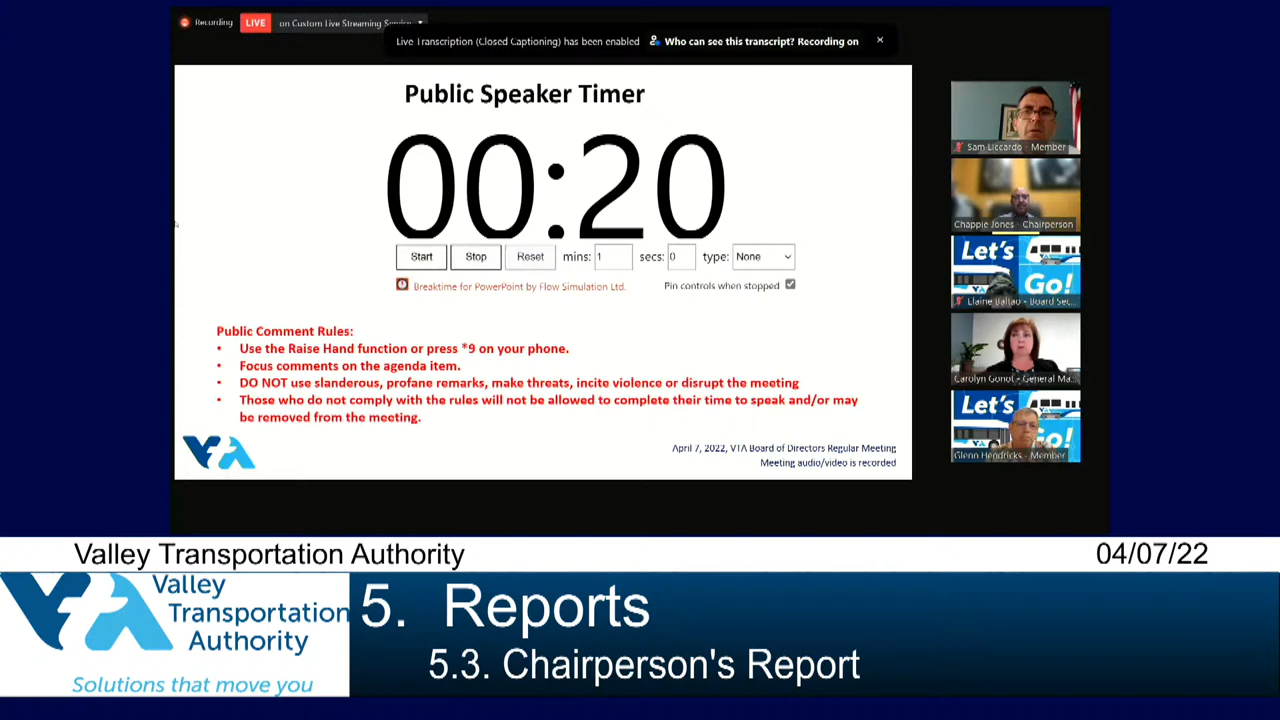 Recording
LIVE
on Custom Live Streaming Service
Live Transcription (Closed Captioning) has been enabled
Who can see this transcript? Recording on
Public Speaker Timer
00:20
Start Stop Reset mins: 1 secs: 0 type: None
Breaktime for PowerPoint by Flow Simulation Ltd.
Pin controls when stopped
Public Comment Rules:
• Use the Raise Hand function or press *9 on your phone.
• Focus comments on the agenda item.
• DO NOT use slanderous, profane remarks, make threats, incite violence or disrupt the meeting
• Those who do not comply with the rules will not be allowed to complete their time to speak and/or may
be removed from the meeting.
VTA
April 7, 2022, VTA Board of Directors Regular Meeting
Meeting audio/video is recorded
Sam Liccardo - Member
Chappie Jones - Chairperson
Let's
Go!
Elaine Baltao - Board Sec...
Carolyn Gonot - General Ma...
Let's
Go!
Glenn Hendricks - Member
Valley Transportation Authority
04/07/22
VTA
Valley
Transportation
Authority
Solutions that move you
5. Reports
5.3. Chairperson's Report